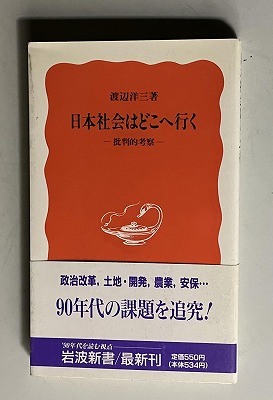 渡辺洋三著
日本社会はどこへ行く
―批判的考察―
政治改革, 土地・開発, 農業, 安保…
90年代の課題を追究!
'90年代を読む視点
岩波新書/最新刊
定価550円
(本体534円)